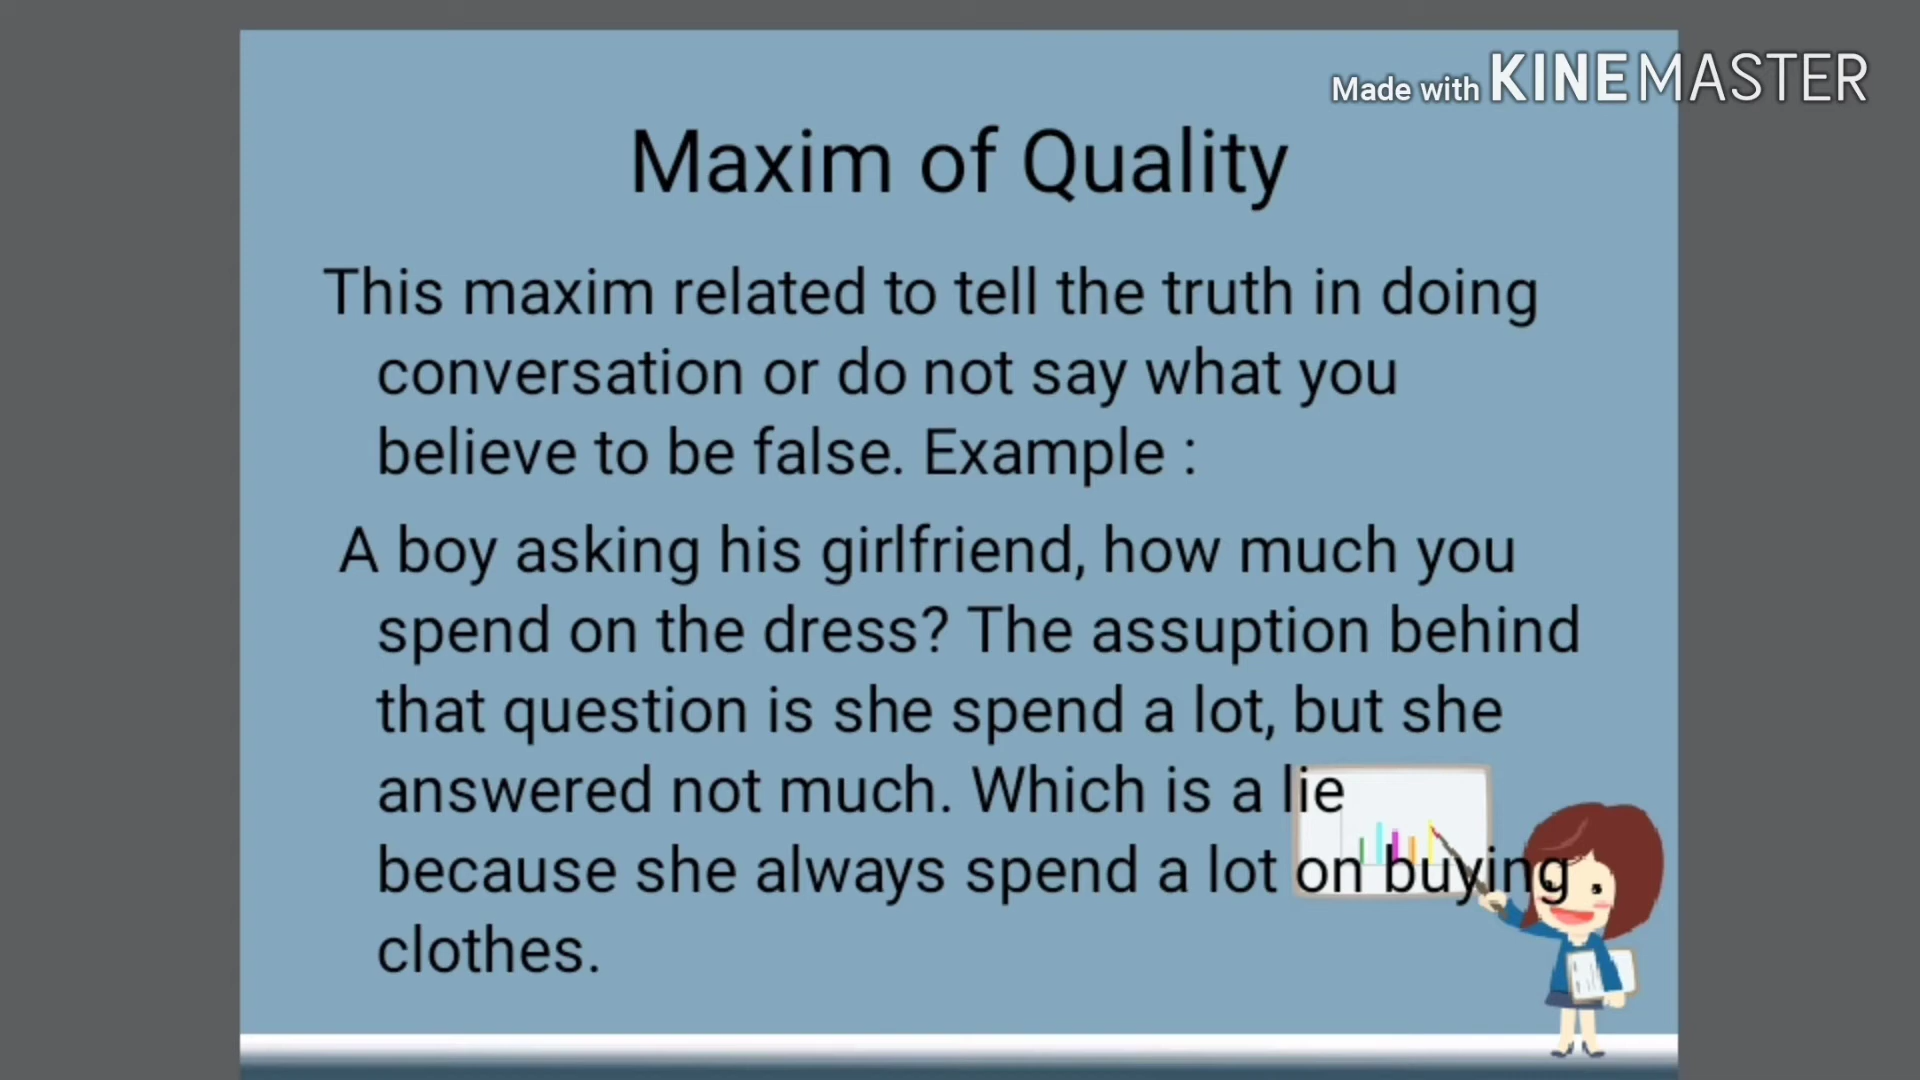 Made with KINEMASTER
Maxim of Quality
This maxim related to tell the truth in doing
conversation or do not say what you
believe to be false. Example :
A boy asking his girlfriend, how much you
spend on the dress? The assuption behind
that question is she spend a lot, but she
answered not much. Which is a lie
because she always spend a lot on buying
clothes.